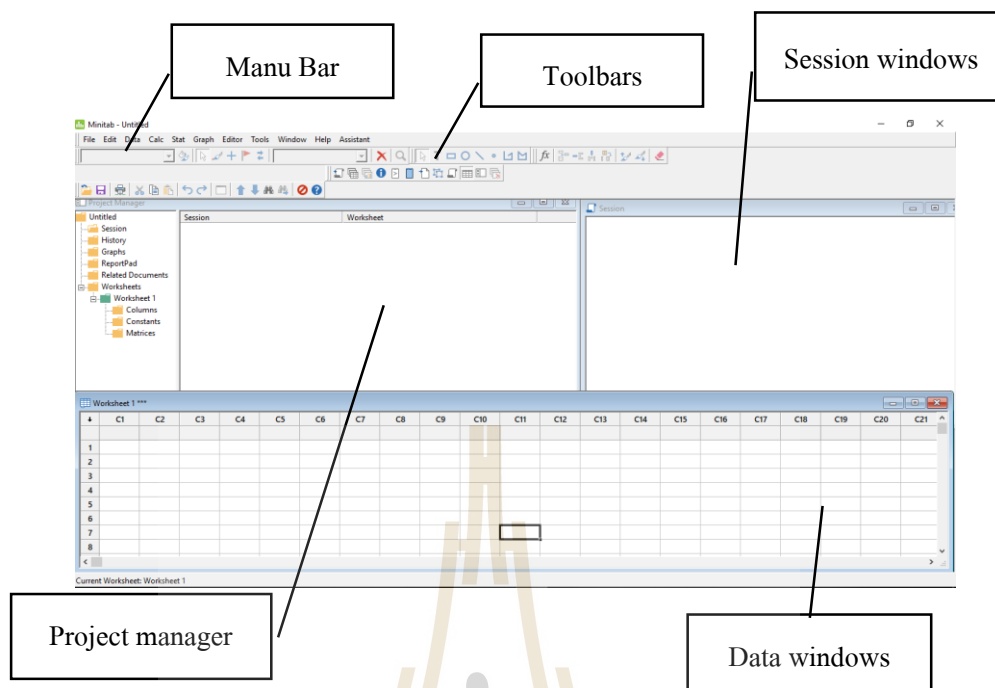 Manu Bar
Toolbars
Session windows
Minitab - Untitled
File Edit Data Calc Stat Graph Editor Tools Window Help Assistant
fx
Project Manager
Untitled
Session
History
Graphs
ReportPad
Related Documents
Worksheets
Worksheet 1
Columns
Constants
Matrices
Session Worksheet
Session
Worksheet 1 ***
C1 C2 C3 C4 C5 C6 C7 C8 C9 C10 C11 C12 C13 C14 C15 C16 C17 C18 C19 C20 C21
1
2
3
4
5
6
7
8
Current Worksheet: Worksheet 1
Project manager
Data windows